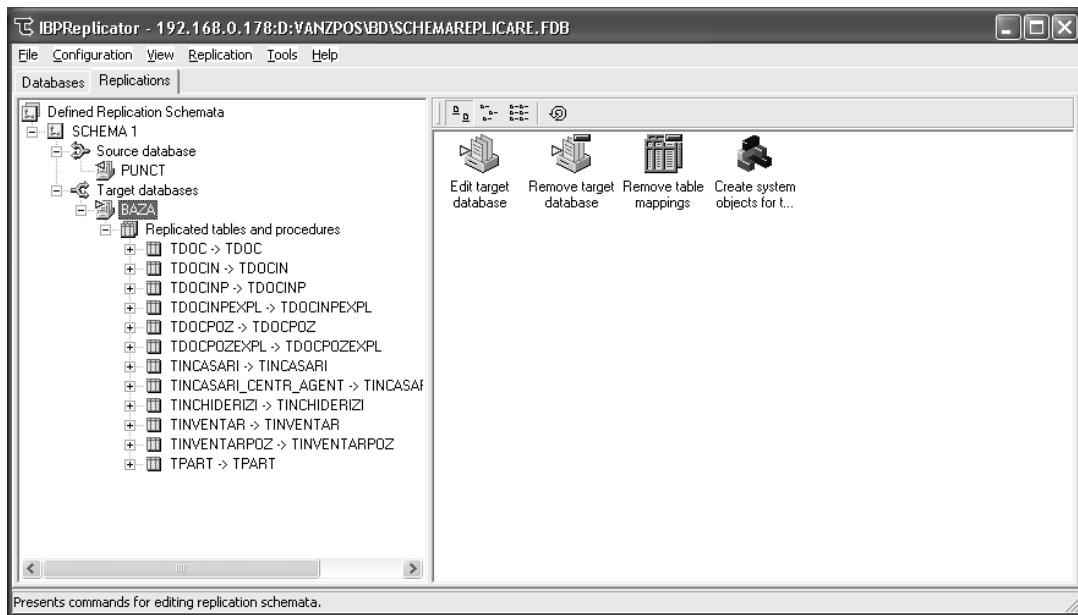 IBPReplicator - 192.168.0.178:D:\VANZPOS\BD\SCHEMAREPLICARE.FDB
File Configuration View Replication Tools Help
Databases Replications
Defined Replication Schemata
SCHEMA 1
Source database
PUNCT
Target databases
BAZA
Replicated tables and procedures
TDOC -> TDOC
TDOCIN -> TDOCIN
TDOCINP -> TDOCINP
TDOCINPEXPL -> TDOCINPEXPL
TDOCPOZ -> TDOCPOZ
TDOCPOZEXPL -> TDOCPOZEXPL
TINCASARI -> TINCASARI
TINCASARI_CENTR_AGENT -> TINCASAF
TINCHIDERIZI -> TINCHIDERIZI
TINVENTAR -> TINVENTAR
TINVENTARPOZ -> TINVENTARPOZ
TPART -> TPART
Edit target database
Remove target database
Remove table mappings
Create system objects for t...
Presents commands for editing replication schemata.